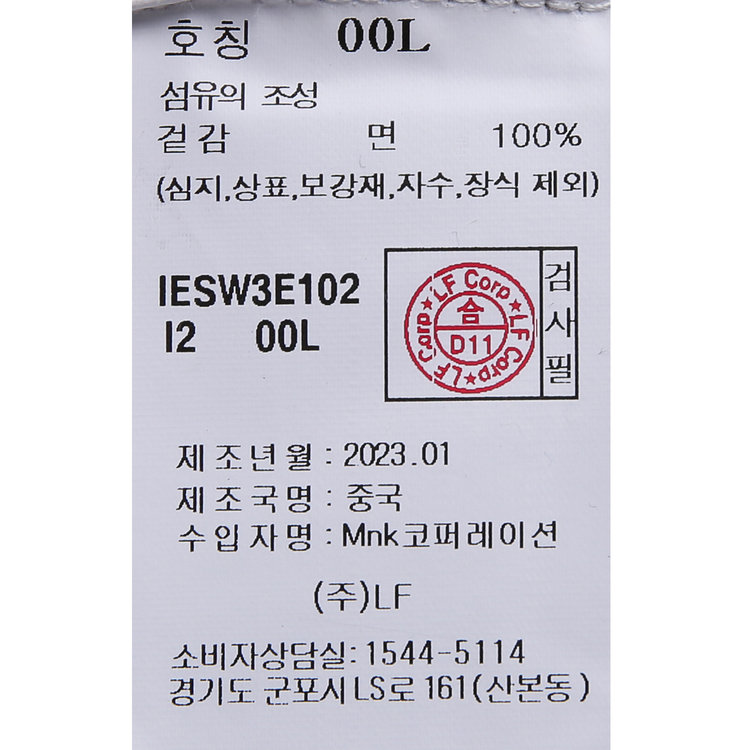 호칭 00L
섬유의 조성
겉감 면 100%
(심지,상표,보강재,자수,장식 제외)
IESW3E102
I2 00L
LF Corp★LF Corp★LF Corp★
合
D11
검사필
제조년월 : 2023.01
제조국명 : 중국
수입자명 : Mnk코퍼레이션
(주)LF
소비자상담실: 1544-5114
경기도 군포시 LS로 161(산본동)